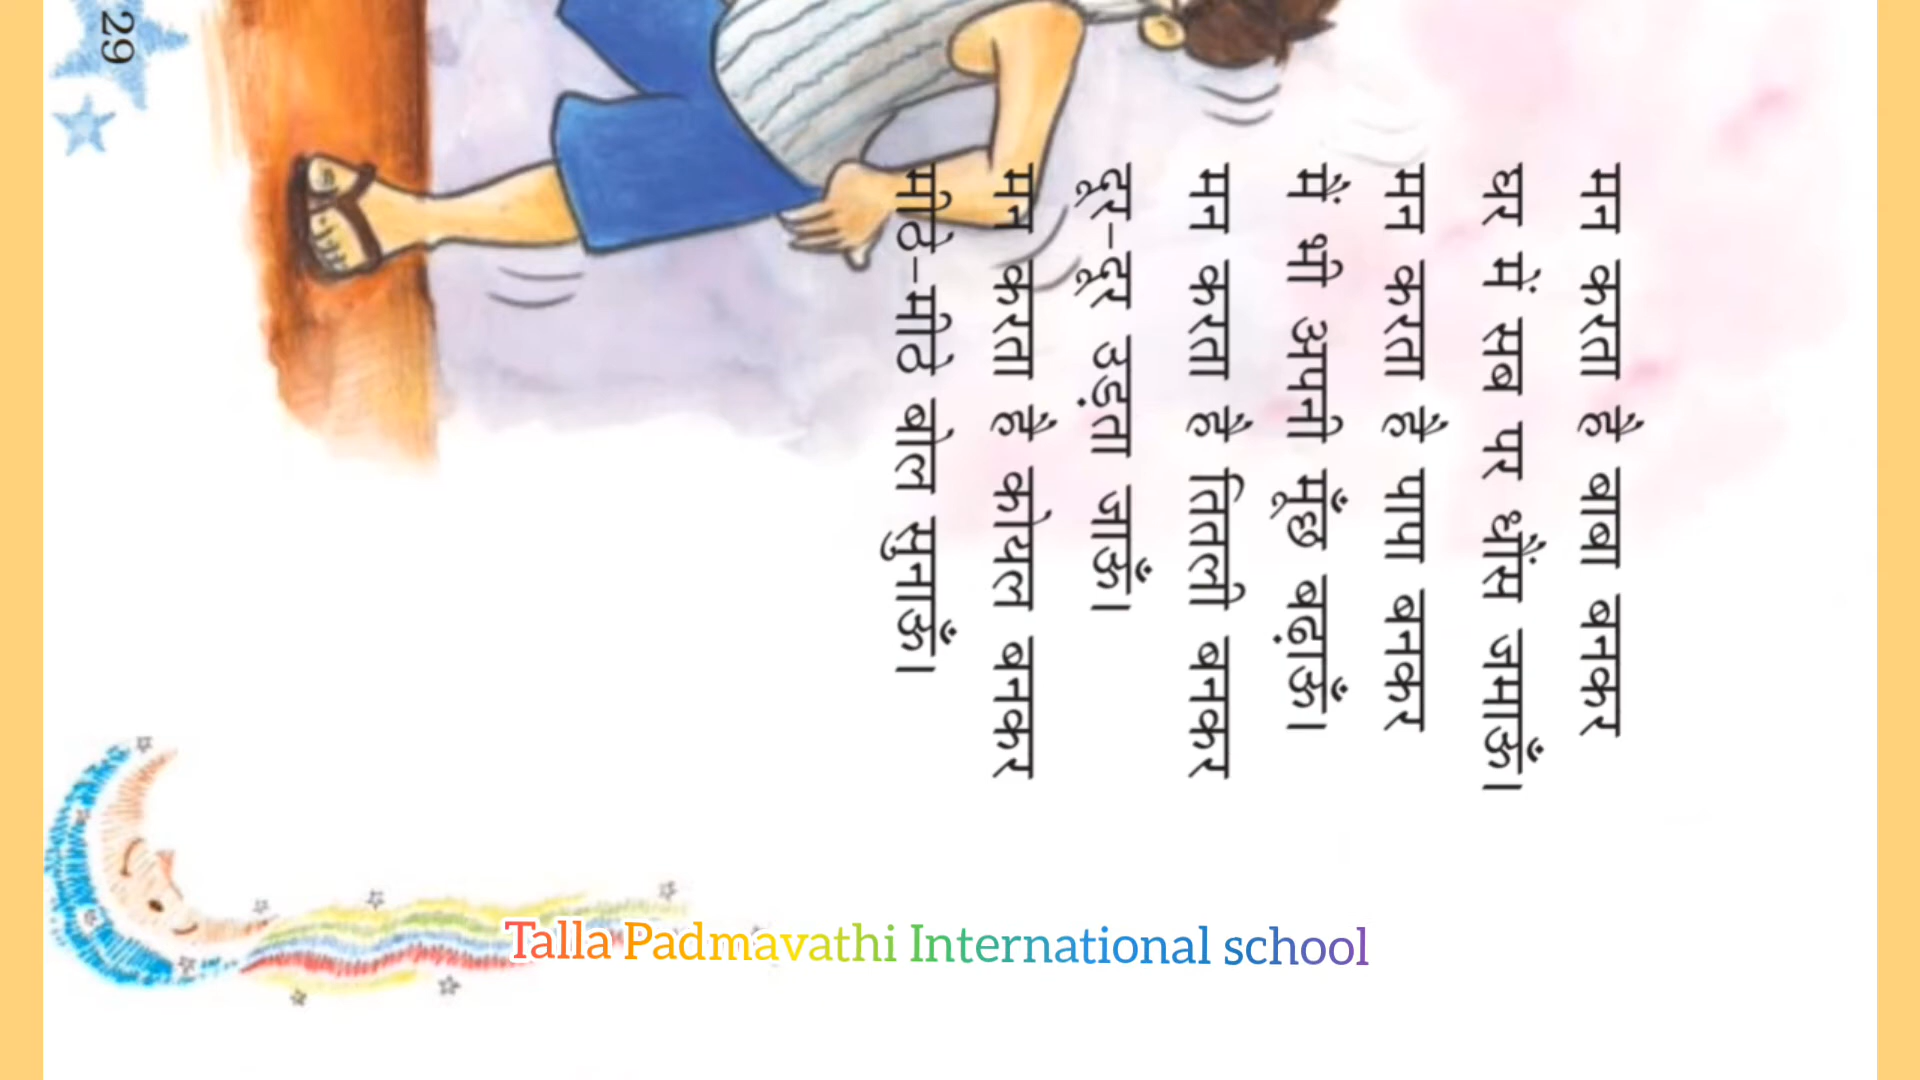 मन करता है बाबा बनकर
घर में सब पर धौंस जमाऊँ।
मन करता है पापा बनकर
मैं भी अपनी मूँछ बढ़ाऊँ।
मन करता है तितली बनकर
दूर-दूर उड़ता जाऊँ।
मन करता है कोयल बनकर
मीठे-मीठे बोल सुनाऊँ।
29
Talla Padmavathi International school